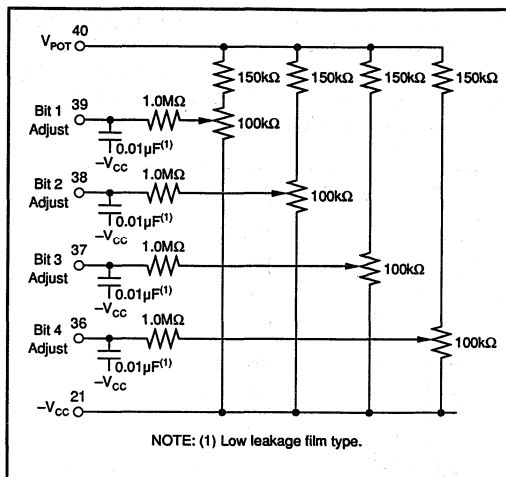 40
V_POT
150kΩ 150kΩ 150kΩ 150kΩ
Bit 1 39
Adjust
1.0MΩ
100kΩ
0.01µF(1)
–V_CC
Bit 2 38
Adjust
1.0MΩ
100kΩ
0.01µF(1)
–V_CC
Bit 3 37
Adjust
1.0MΩ
100kΩ
0.01µF(1)
–V_CC
Bit 4 36
Adjust
1.0MΩ
100kΩ
0.01µF(1)
–V_CC
21
–V_CC
NOTE: (1) Low leakage film type.